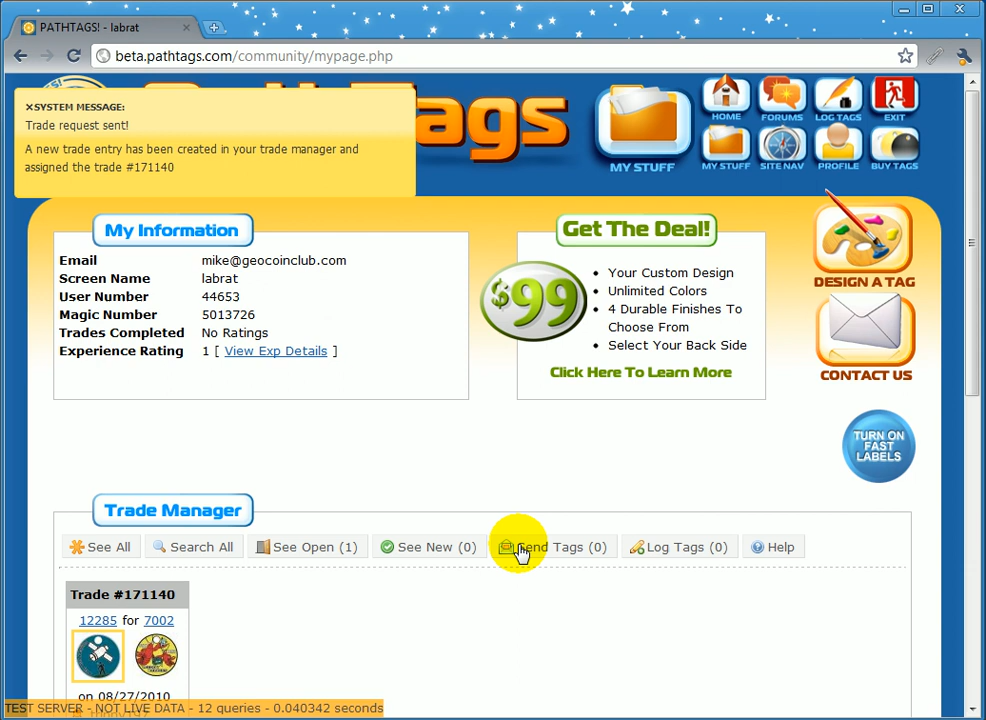 PATHTAGS! - labrat
beta.pathtags.com/community/mypage.php
×SYSTEM MESSAGE:
Trade request sent!
A new trade entry has been created in your trade manager and
assigned the trade #171140
Tags
MY STUFF
HOME
FORUMS
LOG TAGS
EXIT
MY STUFF
SITE NAV
PROFILE
BUY TAGS
My Information
Email mike@geocoinclub.com
Screen Name labrat
User Number 44653
Magic Number 5013726
Trades Completed No Ratings
Experience Rating 1 [ View Exp Details ]
Get The Deal!
$99
• Your Custom Design
• Unlimited Colors
• 4 Durable Finishes To
Choose From
• Select Your Back Side
Click Here To Learn More
DESIGN A TAG
CONTACT US
TURN ON
FAST
LABELS
Trade Manager
See All
Search All
See Open (1)
See New (0)
Send Tags (0)
Log Tags (0)
Help
Trade #171140
12285 for 7002
on 08/27/2010
TEST SERVER - NOT LIVE DATA - 12 queries - 0.040342 seconds